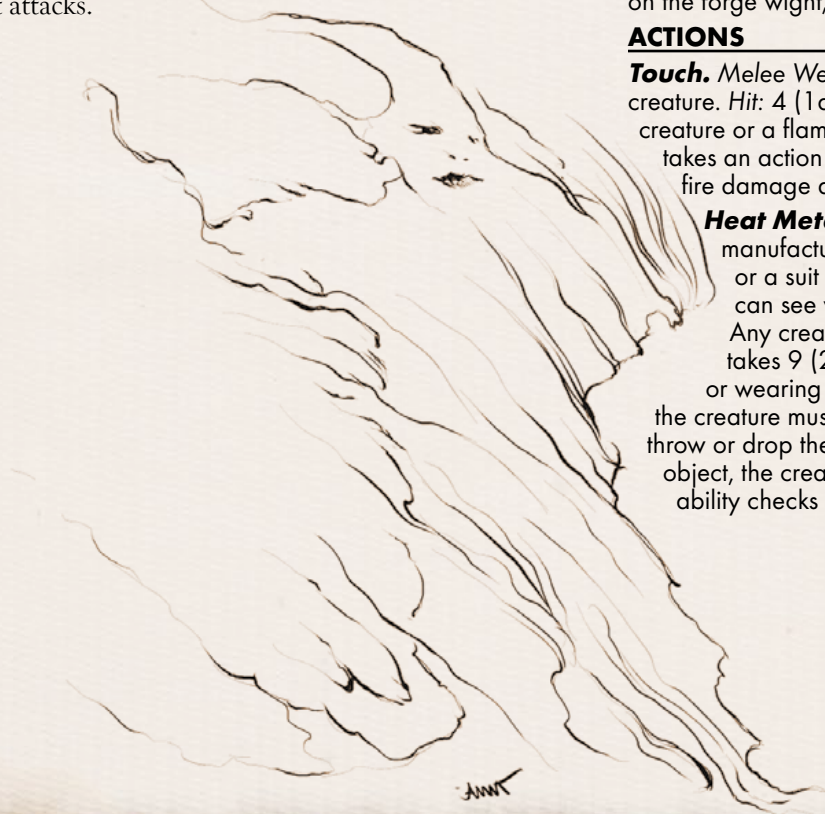 t attacks.
on the forge wight,
ACTIONS
Touch. Melee We
creature. Hit: 4 (1d
creature or a flam
takes an action
fire damage a
Heat Meta
manufactu
or a suit
can see
Any crea
takes 9 (2
or wearing
the creature mus
throw or drop the
object, the crea
ability checks